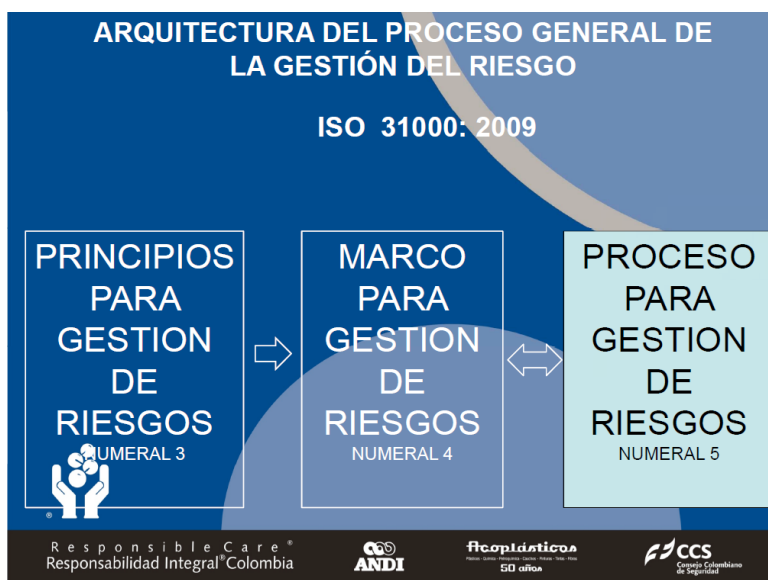 ARQUITECTURA DEL PROCESO GENERAL DE
LA GESTIÓN DEL RIESGO
ISO 31000: 2009
PRINCIPIOS
PARA
GESTION
DE
RIESGOS
NUMERAL 3
MARCO
PARA
GESTION
DE
RIESGOS
NUMERAL 4
PROCESO
PARA
GESTION
DE
RIESGOS
NUMERAL 5
®
Responsible Care®
Responsabilidad Integral®Colombia
ANDI
Acoplásticos
50 años
CCS
Consejo Colombiano
de Seguridad